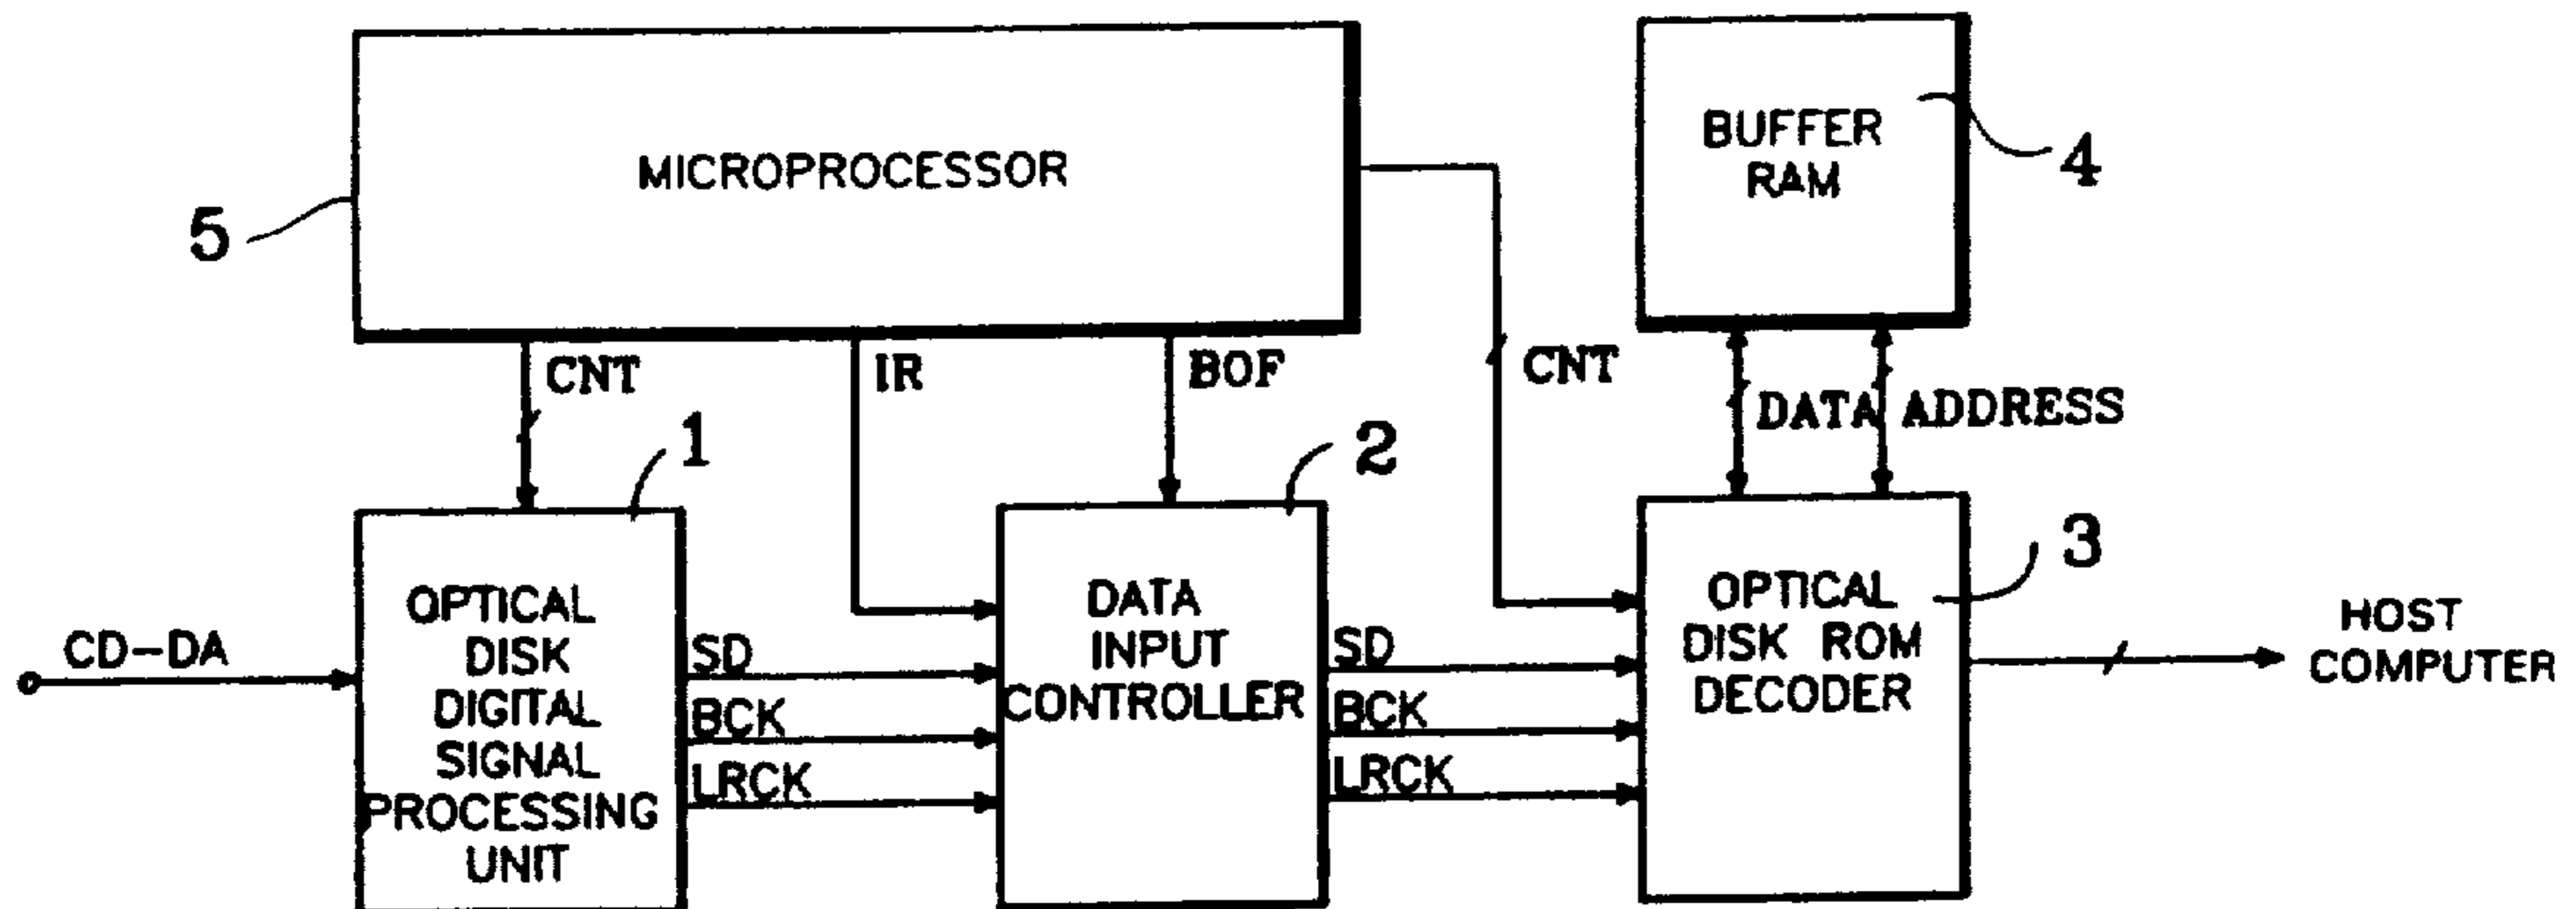 MICROPROCESSOR
5
BUFFER
RAM
4
CNT
IR
BOF
CNT
DATA
ADDRESS
1
2
3
CD-DA
OPTICAL
DISK
DIGITAL
SIGNAL
PROCESSING
UNIT
SD
BCK
LRCK
DATA
INPUT
CONTROLLER
SD
BCK
LRCK
OPTICAL
DISK ROM
DECODER
HOST
COMPUTER